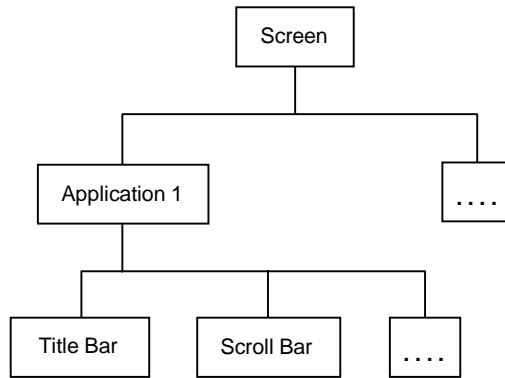 Screen
Application 1
....
Title Bar
Scroll Bar
....